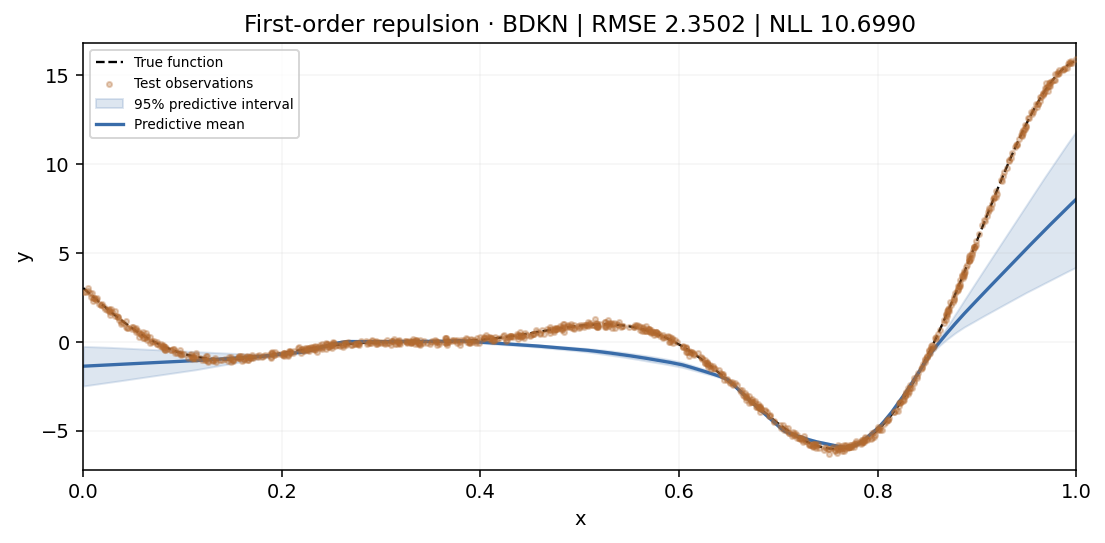 First-order repulsion · BDKN | RMSE 2.3502 | NLL 10.6990
True function
Test observations
95% predictive interval
Predictive mean
y
15
10
5
0
−5
0.0 0.2 0.4 0.6 0.8 1.0
x